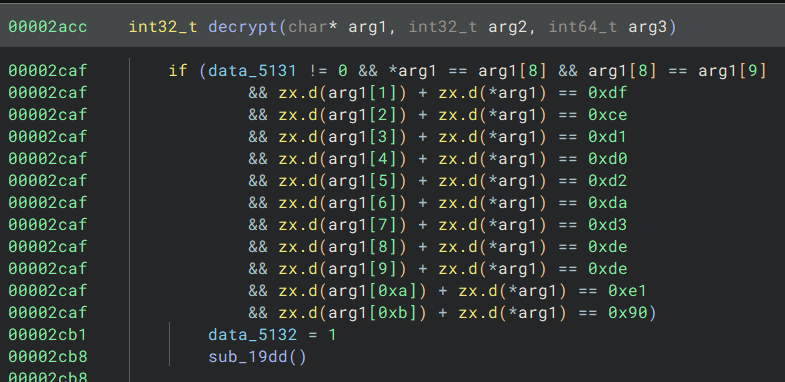 00002acc int32_t decrypt(char* arg1, int32_t arg2, int64_t arg3)
00002caf if (data_5131 != 0 && *arg1 == arg1[8] && arg1[8] == arg1[9]
00002caf && zx.d(arg1[1]) + zx.d(*arg1) == 0xdf
00002caf && zx.d(arg1[2]) + zx.d(*arg1) == 0xce
00002caf && zx.d(arg1[3]) + zx.d(*arg1) == 0xd1
00002caf && zx.d(arg1[4]) + zx.d(*arg1) == 0xd0
00002caf && zx.d(arg1[5]) + zx.d(*arg1) == 0xd2
00002caf && zx.d(arg1[6]) + zx.d(*arg1) == 0xda
00002caf && zx.d(arg1[7]) + zx.d(*arg1) == 0xd3
00002caf && zx.d(arg1[8]) + zx.d(*arg1) == 0xde
00002caf && zx.d(arg1[9]) + zx.d(*arg1) == 0xde
00002caf && zx.d(arg1[0xa]) + zx.d(*arg1) == 0xe1
00002caf && zx.d(arg1[0xb]) + zx.d(*arg1) == 0x90)
00002cb1 data_5132 = 1
00002cb8 sub_19dd()
00002cb8